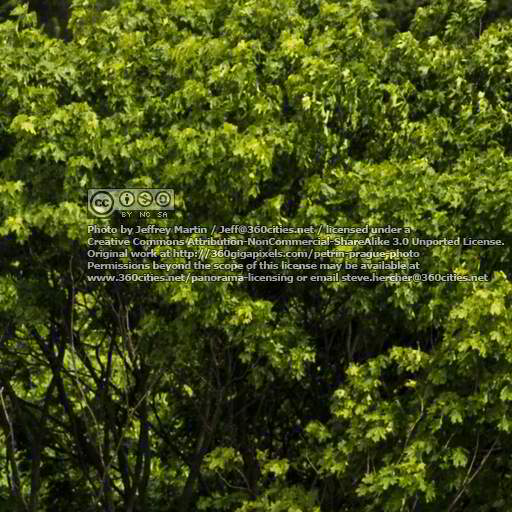 cc
BY NC SA
Photo by Jeffrey Martin / Jeff@360cities.net / licensed under a
Creative Commons Attribution-NonCommercial-ShareAlike 3.0 Unported License.
Original work at http://360gigapixels.com/petrin-prague-photo
Permissions beyond the scope of this license may be available at
www.360cities.net/panorama-licensing or email steve.hercher@360cities.net